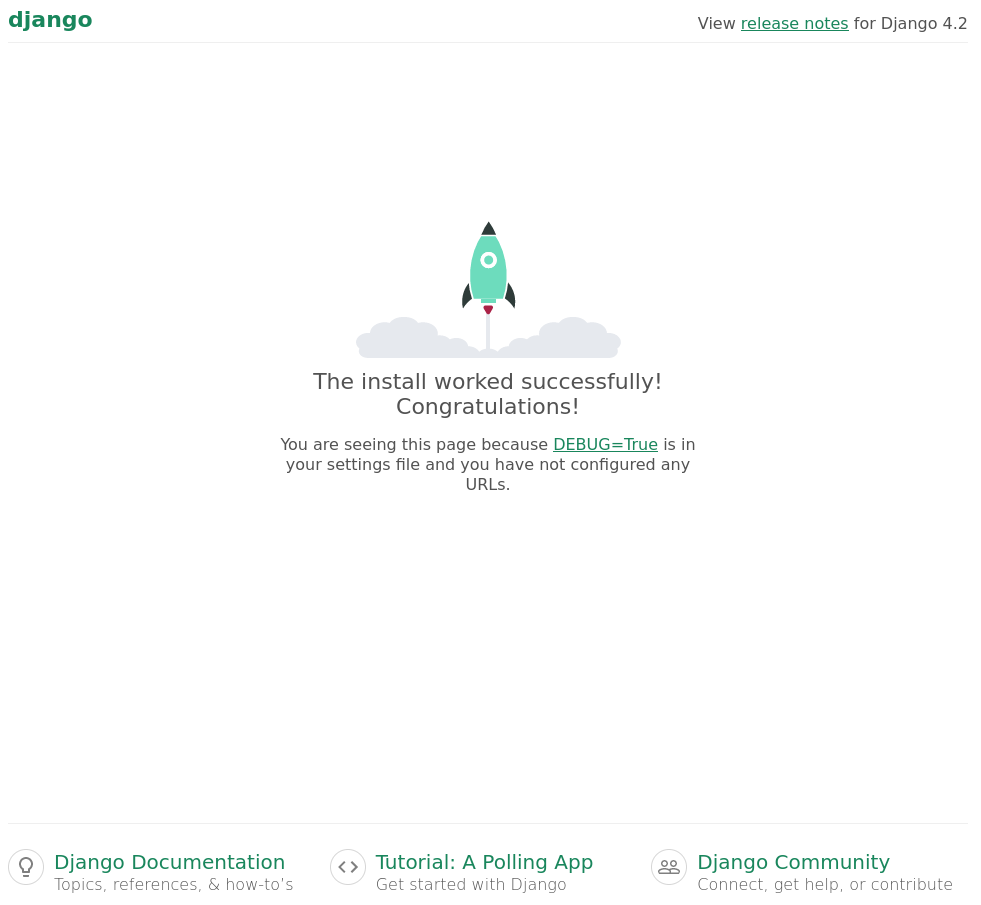 django
View release notes for Django 4.2
The install worked successfully!
Congratulations!
You are seeing this page because DEBUG=True is in
your settings file and you have not configured any
URLs.
Django Documentation
Topics, references, & how-to's
Tutorial: A Polling App
Get started with Django
Django Community
Connect, get help, or contribute